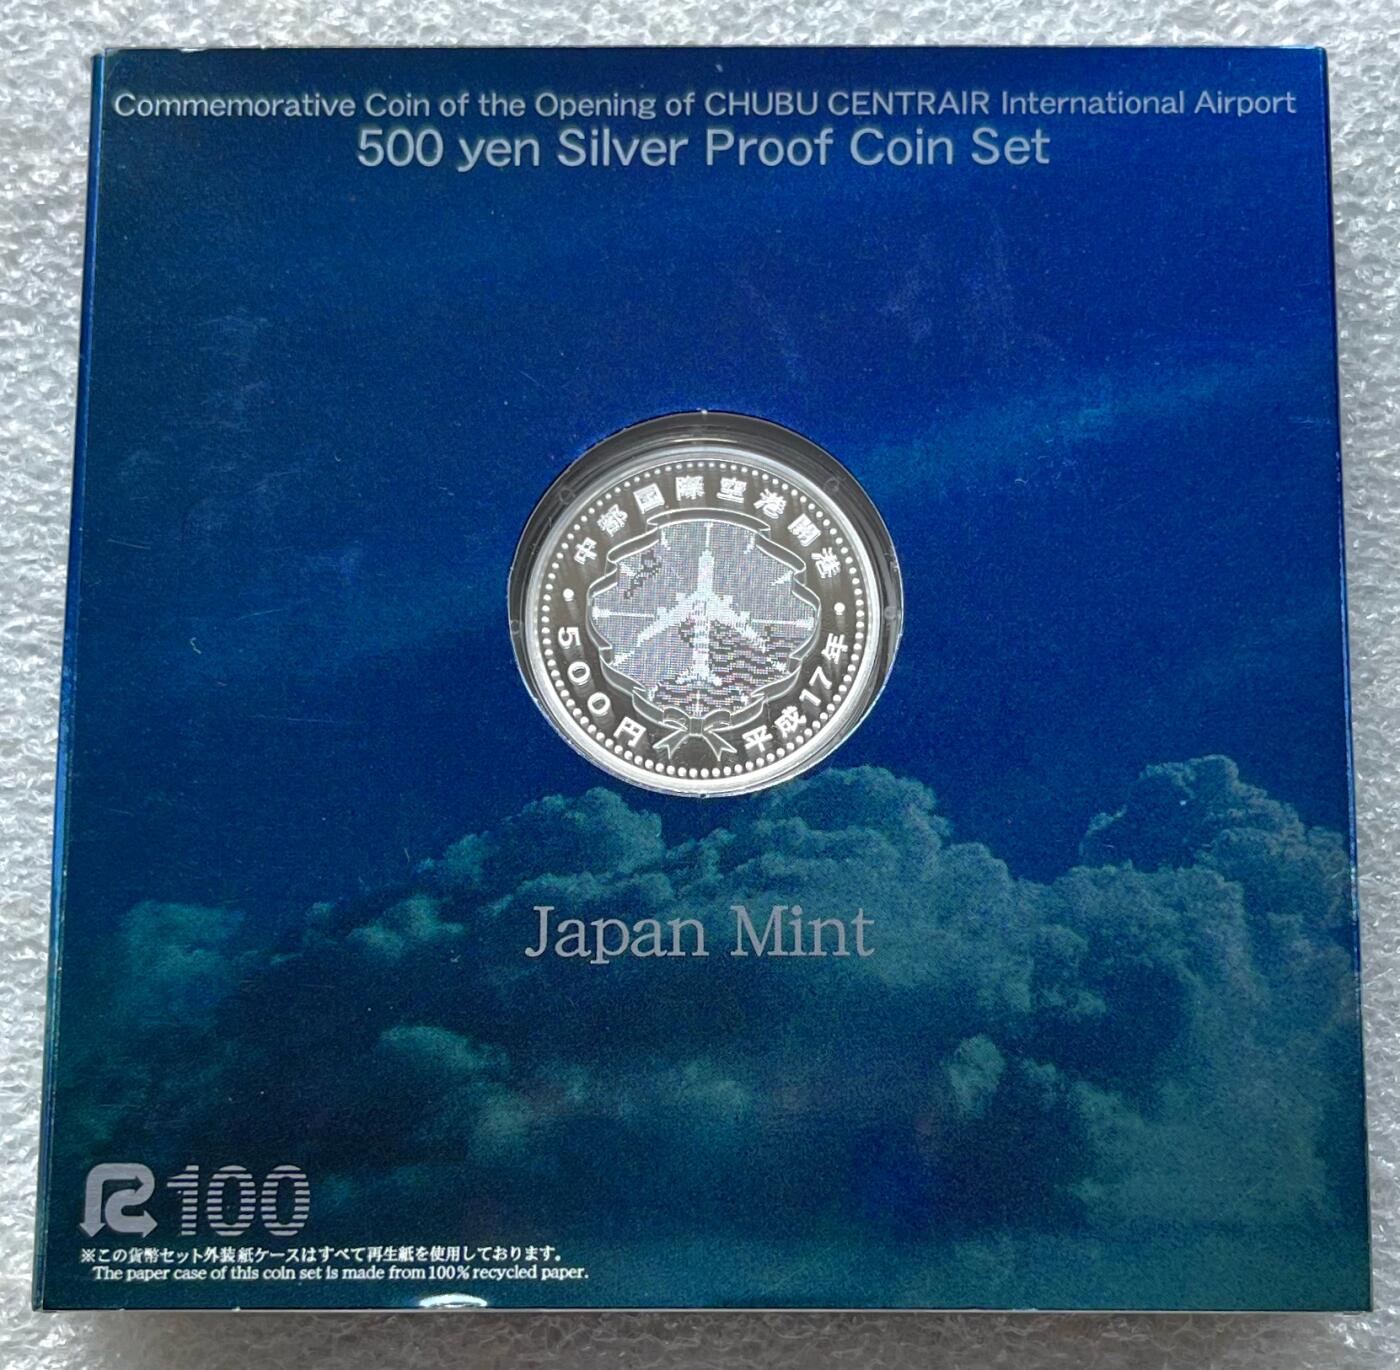 Commemorative Coin of the Opening of CHUBU CENTRAIR International Airport
500 yen Silver Proof Coin Set
中部国際空港開港
500円
平成17年
Japan Mint
R100
※この貨幣セット外装紙ケースはすべて再生紙を使用しております。
The paper case of this coin set is made from 100% recycled paper.